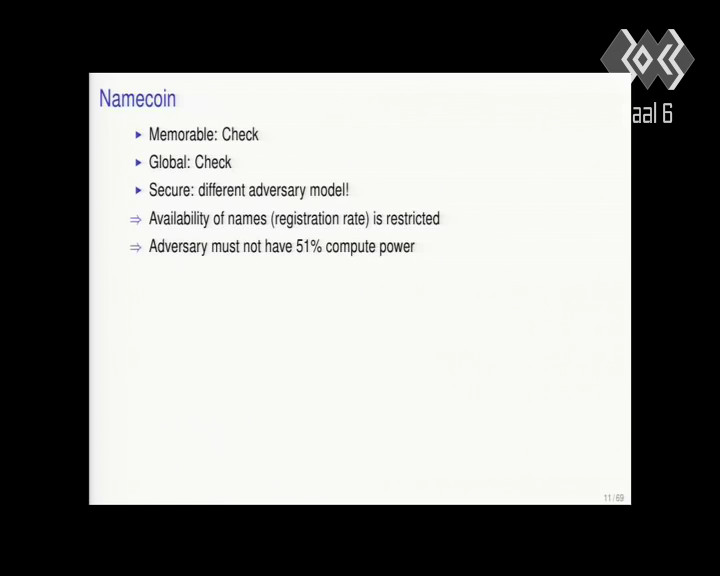 aal 6
Namecoin
Memorable: Check
Global: Check
Secure: different adversary model!
⇒ Availability of names (registration rate) is restricted
⇒ Adversary must not have 51% compute power
11/69